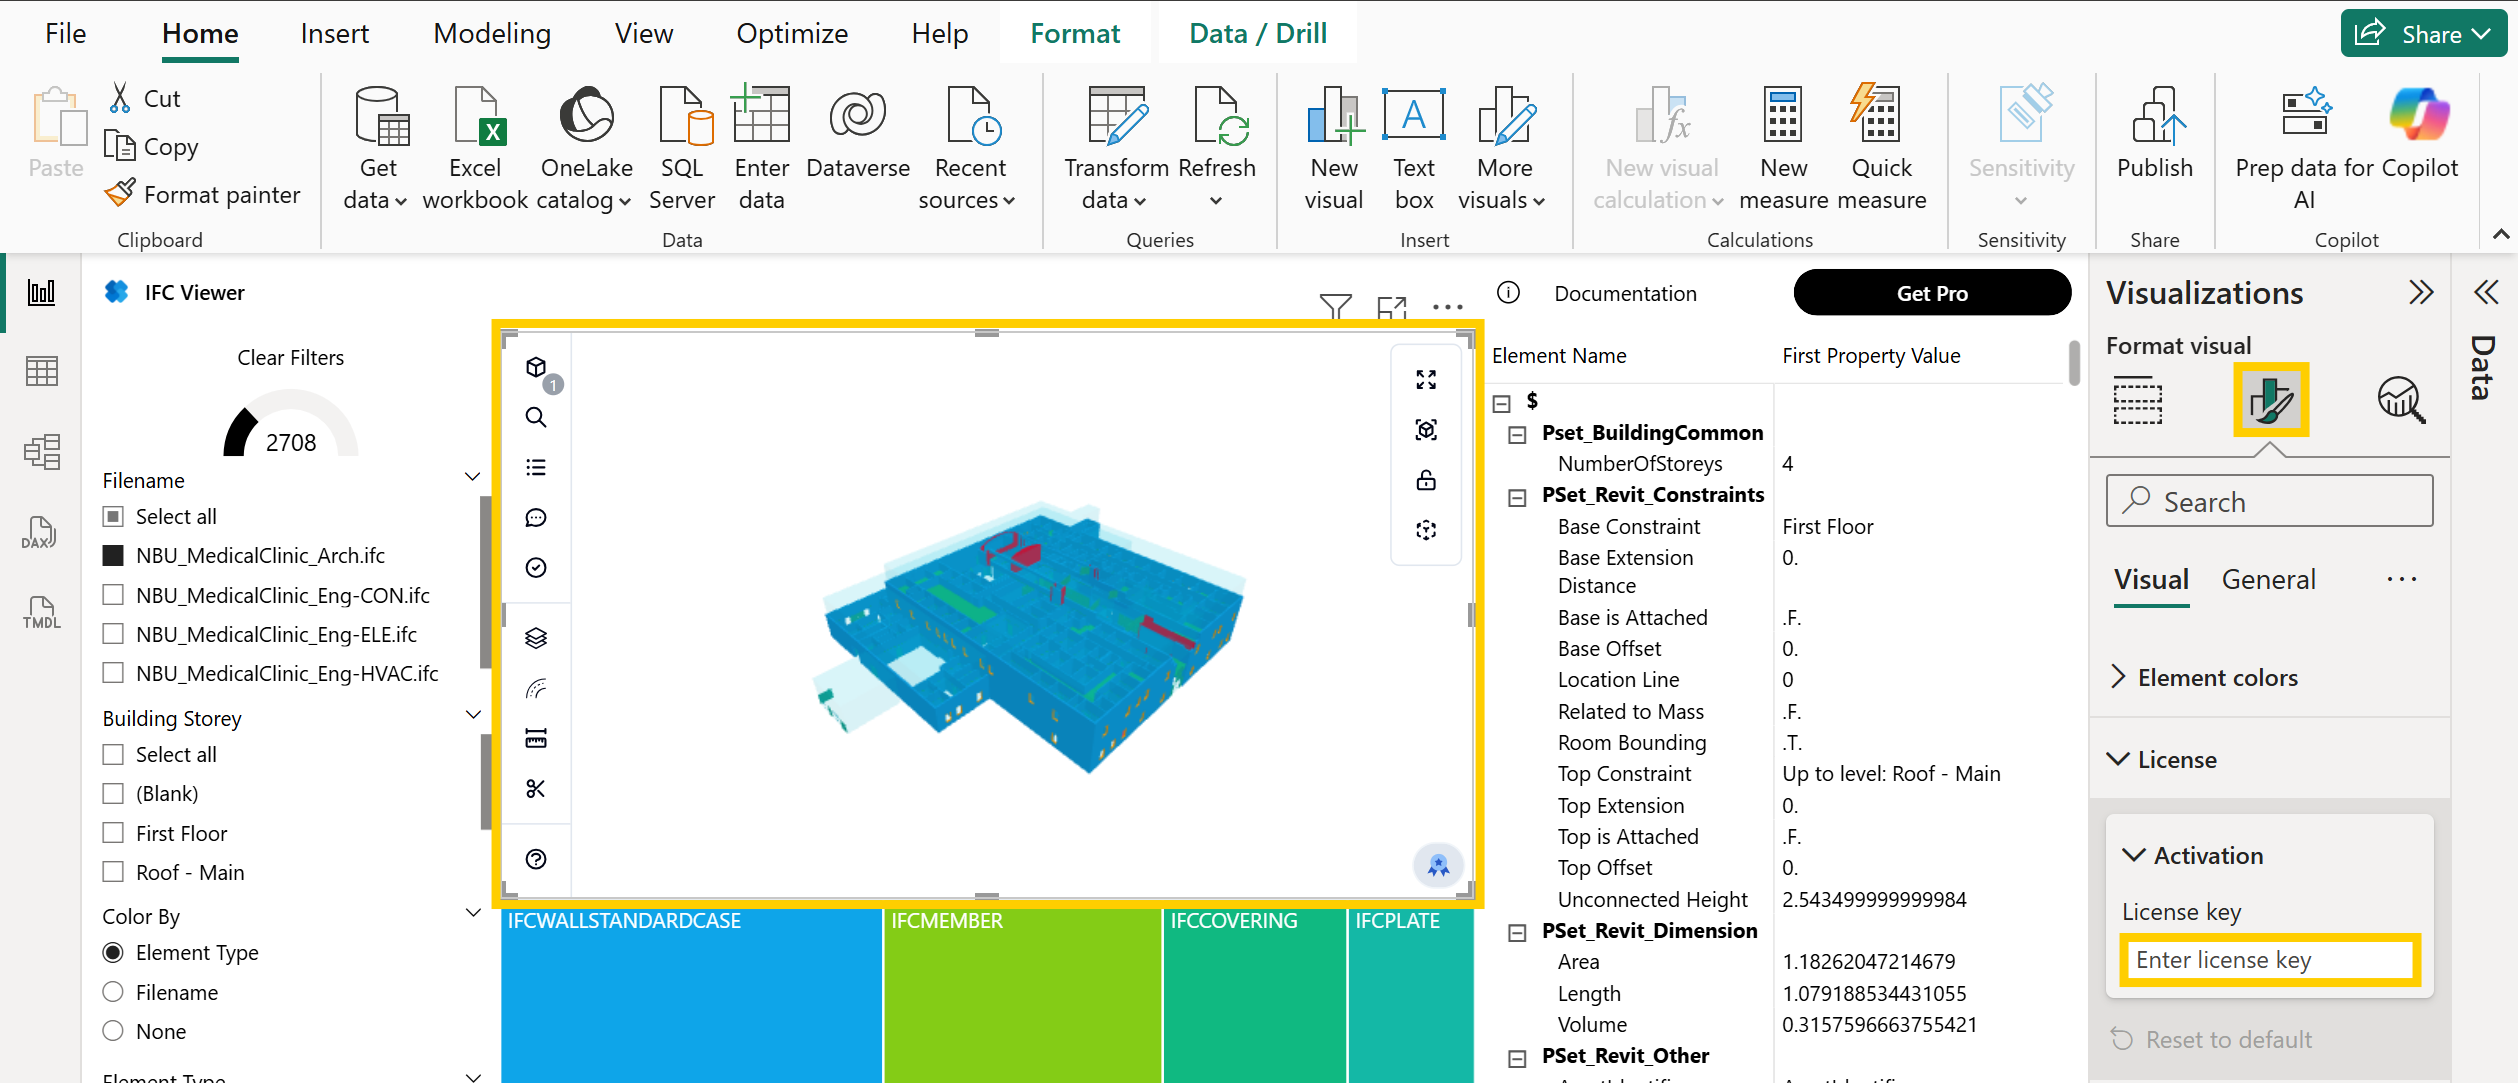 File Home Insert Modeling View Optimize Help Format Data / Drill Share
Paste
Cut
Copy
Format painter
Clipboard
Get data
Excel workbook
OneLake catalog
SQL Server
Enter data
Dataverse
Recent sources
Data
Transform data
Refresh
Queries
New visual
Text box
More visuals
Insert
New visual calculation
New measure
Quick measure
Calculations
Sensitivity
Sensitivity
Publish
Share
Prep data for AI
Copilot
Copilot
DAX
TMDL
IFC Viewer
Clear Filters
2708
Filename
Select all
NBU_MedicalClinic_Arch.ifc
NBU_MedicalClinic_Eng-CON.ifc
NBU_MedicalClinic_Eng-ELE.ifc
NBU_MedicalClinic_Eng-HVAC.ifc
Building Storey
Select all
(Blank)
First Floor
Roof - Main
Color By
Element Type
Filename
None
Element Type
1
IFCWALLSTANDARDCASE
IFCMEMBER
IFCCOVERING
IFCPLATE
Documentation
Get Pro
Element Name First Property Value
$
Pset_BuildingCommon
NumberOfStoreys 4
PSet_Revit_Constraints
Base Constraint First Floor
Base Extension Distance 0.
Base is Attached .F.
Base Offset 0.
Location Line 0
Related to Mass .F.
Room Bounding .T.
Top Constraint Up to level: Roof - Main
Top Extension 0.
Top is Attached .F.
Top Offset 0.
Unconnected Height 2.543499999999984
PSet_Revit_Dimension
Area 1.18262047214679
Length 1.079188534431055
Volume 0.3157596663755421
PSet_Revit_Other
Visualizations
Format visual
Search
Visual General
Element colors
License
Activation
License key
Enter license key
Reset to default
Data